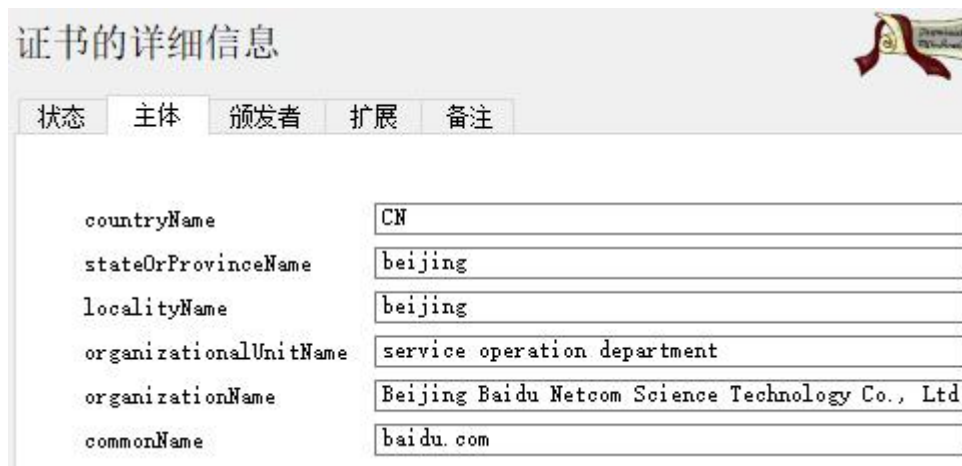 证书的详细信息
状态 主体 颁发者 扩展 备注
countryName CN
stateOrProvinceName beijing
localityName beijing
organizationalUnitName service operation department
organizationName Beijing Baidu Netcom Science Technology Co., Ltd
commonName baidu.com